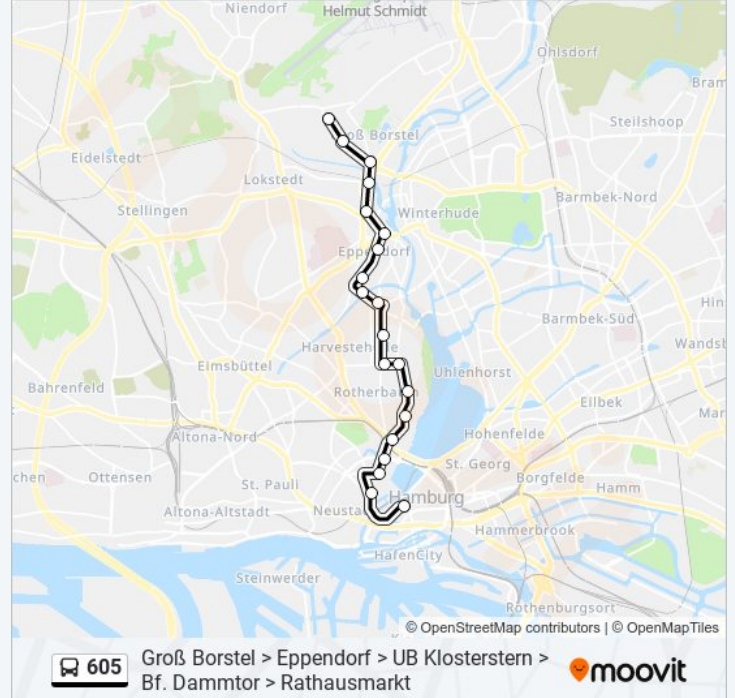 Niendorf
Helmut Schmidt
Ohlsdorf
Bram
Steilshoop
Groß Borstel
Eidelstedt
Lokstedt
Stellingen
Winterhude
Barmbek-Nord
Eppendorf
Hin
Barmbek-Süd
Wandsb
Harvestehude
Eimsbüttel
Uhlenhorst
Bahrenfeld
Rotherbaum
Eilbek
Mar
Altona-Nord
Hohenfelde
St. Georg
chen
Ottensen
St. Pauli
Borgfelde
Hamm
Hamburg
Altona-Altstadt
Neustadt
Hammerbrook
HafenCity
Steinwerder
Rothenburgsort
© OpenStreetMap contributors | © OpenMapTiles
605
Groß Borstel > Eppendorf > UB Klosterstern >
Bf. Dammtor > Rathausmarkt
moovit